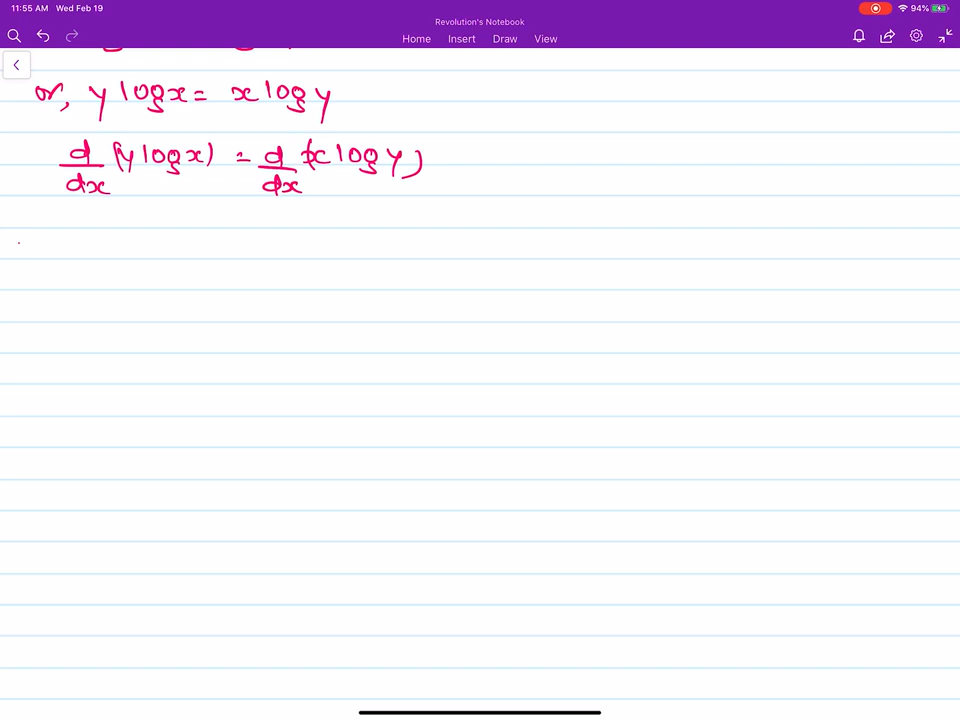 11:55 AM Wed Feb 19
94%
Revolution's Notebook
Home Insert Draw View
or, y log x = x log y
d/dx (y log x) = d/dx (x log y)